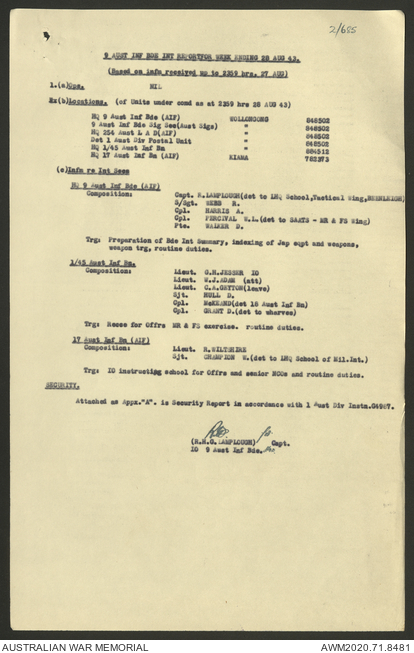 2/685
9 AUST INF BDE INT REPORT FOR WEEK ENDING 28 AUG 43.
(Based on infm received up to 2359 hrs. 27 AUG)
1.(a)Ops. NIL
(b)Locations. (of Units under comd as at 2359 hrs 28 AUG 43)
HQ 9 Aust Inf Bde (AIF) WOLLONGONG 848502
9 Aust Inf Bde Sig Sec(Aust Sigs) " 848502
HQ 254 Aust L A D(AIF) " 848502
Det 1 Aust Div Postal Unit " 848502
HQ 1/45 Aust Inf Bn " 884512
HQ 17 Aust Inf Bn (AIF) KIAMA 782373
(c)Infm re Int Secs
HQ 9 Aust Inf Bde (AIF)
Composition: Capt. R.LAMPLOUGH(det to LHQ School,Tactical Wing,BEENLEIGH)
S/Sgt. WEBB R.
Cpl. HARRIS A.
Cpl. PERCIVAL W.L.(det to SAATS - MR & FS Wing)
Pte. WALKER D.
Trg: Preparation of Bde Int Summary, indexing of Jap eqpt and weapons,
weapon trg, routine duties.
1/45 Aust Inf Bn.
Composition: Lieut. G.H.JESSER IO
Lieut. W.J.ADAM (att)
Lieut. C.A.GEYTON(leave)
Sjt. HULL D.
Cpl. McKEAND(det 18 Aust Inf Bn)
Cpl. GRANT D.(det to wharves)
Trg: Recce for Offrs MR & FS exercise. routine duties.
17 Aust Inf Bn (AIF)
Composition: Lieut. R.WILTSHIRE
Sjt. CHAMPION W.(det to LHQ School of Mil.Int.)
Trg: IO instructing school for Offrs and senior NCOs and routine duties.
SECURITY.
Attached as Appx."A". is Security Report in accordance with 1 Aust Div Instn.G4967.
(R.H.G.LAMPLOUGH) Capt.
IO 9 Aust Inf Bde.
AUSTRALIAN WAR MEMORIAL
AWM2020.71.8481